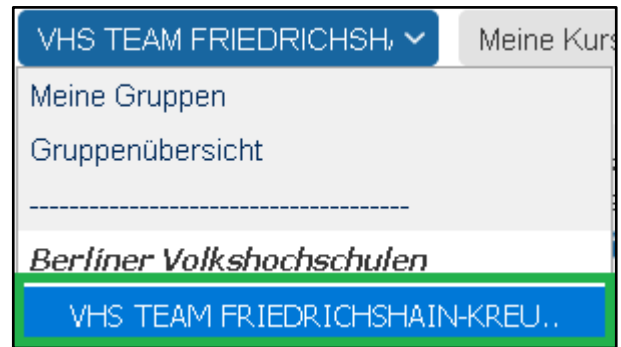 VHS TEAM FRIEDRICHSH Meine Kurs
Meine Gruppen
Gruppenübersicht
--------------------------------------
Berliner Volkshochschulen
VHS TEAM FRIEDRICHSHAIN-KREU..